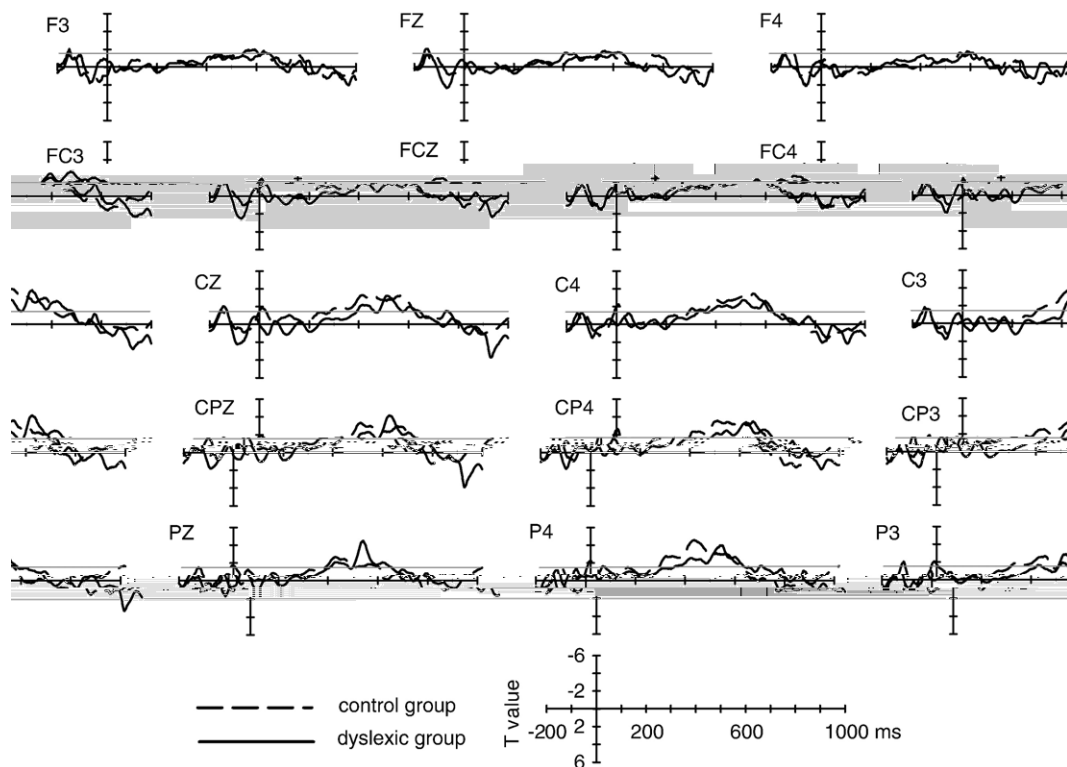 F3 FZ F4
FC3 FCZ FC4
CZ C4 C3
CPZ CP4 CP3
PZ P4 P3
-6
-2
T value
-200 200 600 1000 ms
2
6
control group
dyslexic group